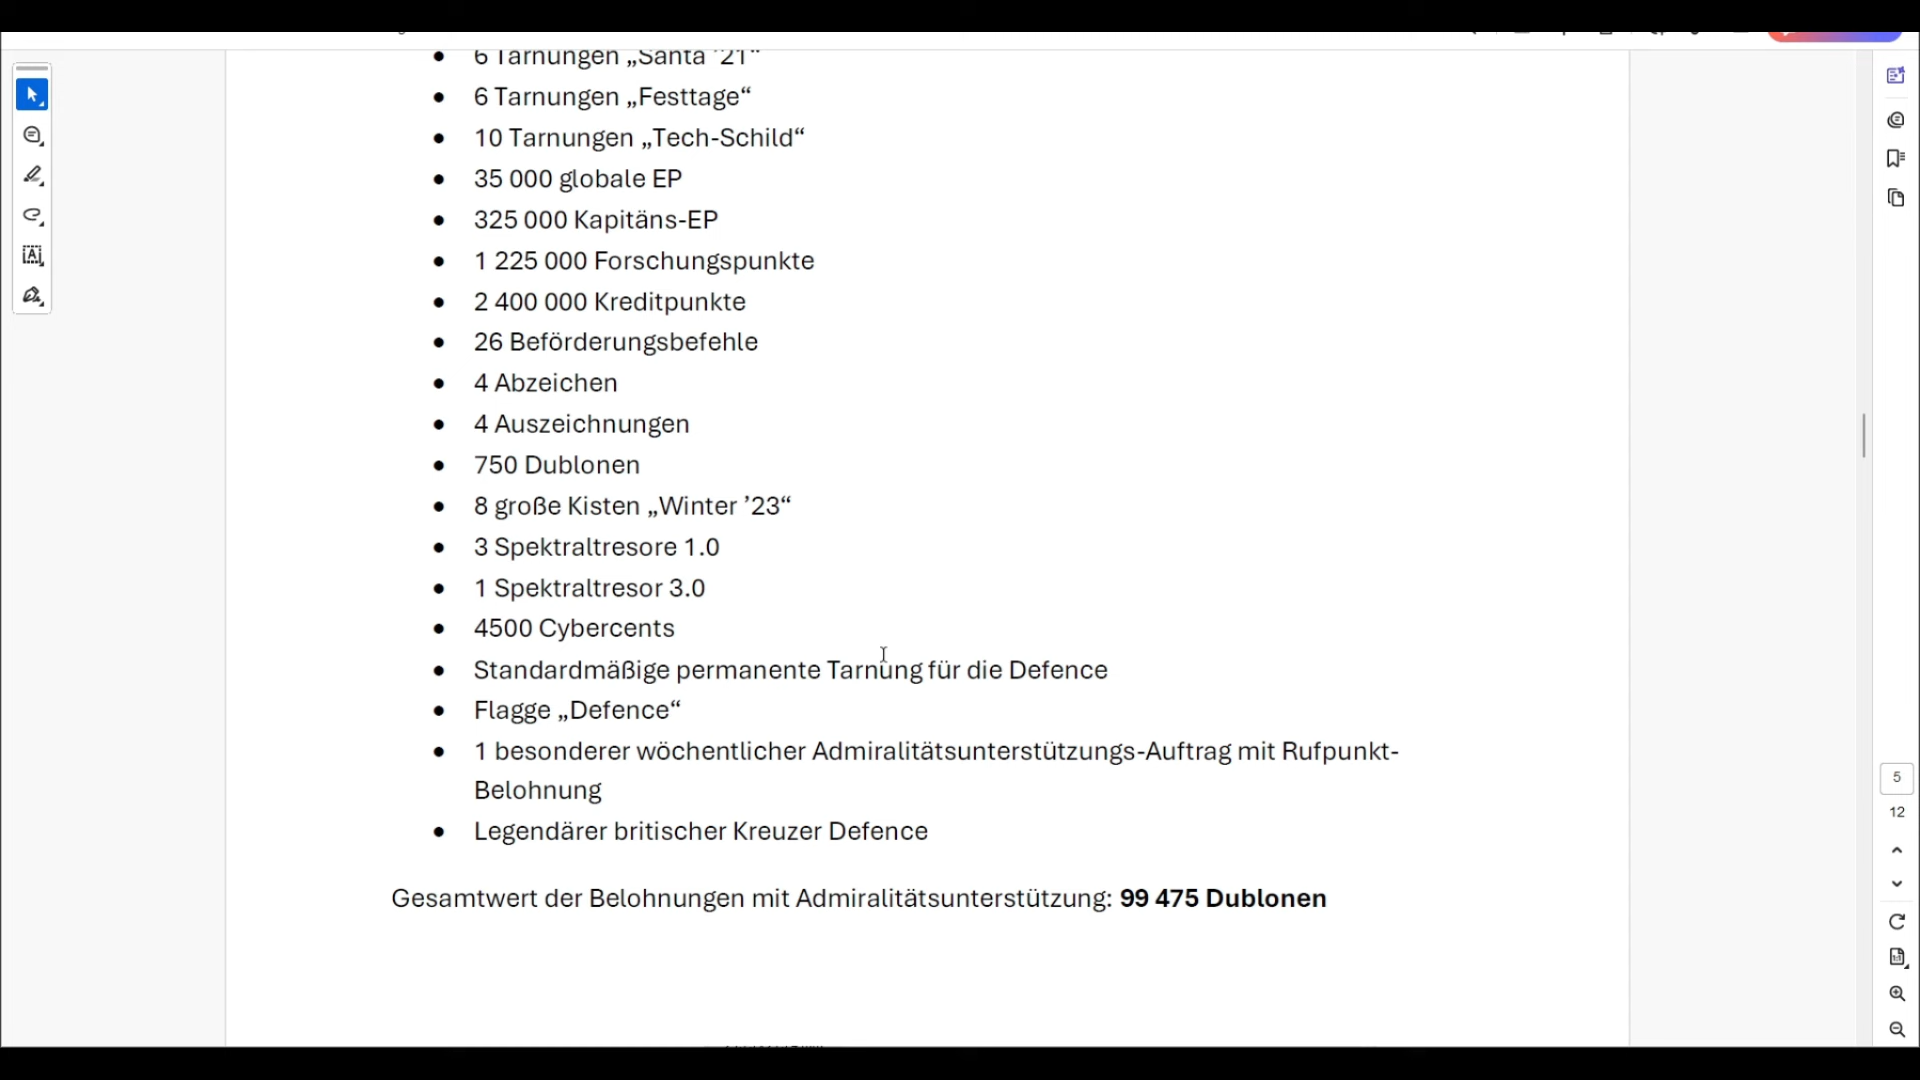 • 6 Tarnungen „Santa ’21“
• 6 Tarnungen „Festtage“
• 10 Tarnungen „Tech-Schild“
• 35 000 globale EP
• 325 000 Kapitäns-EP
• 1 225 000 Forschungspunkte
• 2 400 000 Kreditpunkte
• 26 Beförderungsbefehle
• 4 Abzeichen
• 4 Auszeichnungen
• 750 Dublonen
• 8 große Kisten „Winter ’23“
• 3 Spektraltresore 1.0
• 1 Spektraltresor 3.0
• 4500 Cybercents
• Standardmäßige permanente Tarnung für die Defence
• Flagge „Defence“
• 1 besonderer wöchentlicher Admiralitätsunterstützungs-Auftrag mit Rufpunkt-
Belohnung
• Legendärer britischer Kreuzer Defence
Gesamtwert der Belohnungen mit Admiralitätsunterstützung: 99 475 Dublonen
5
12